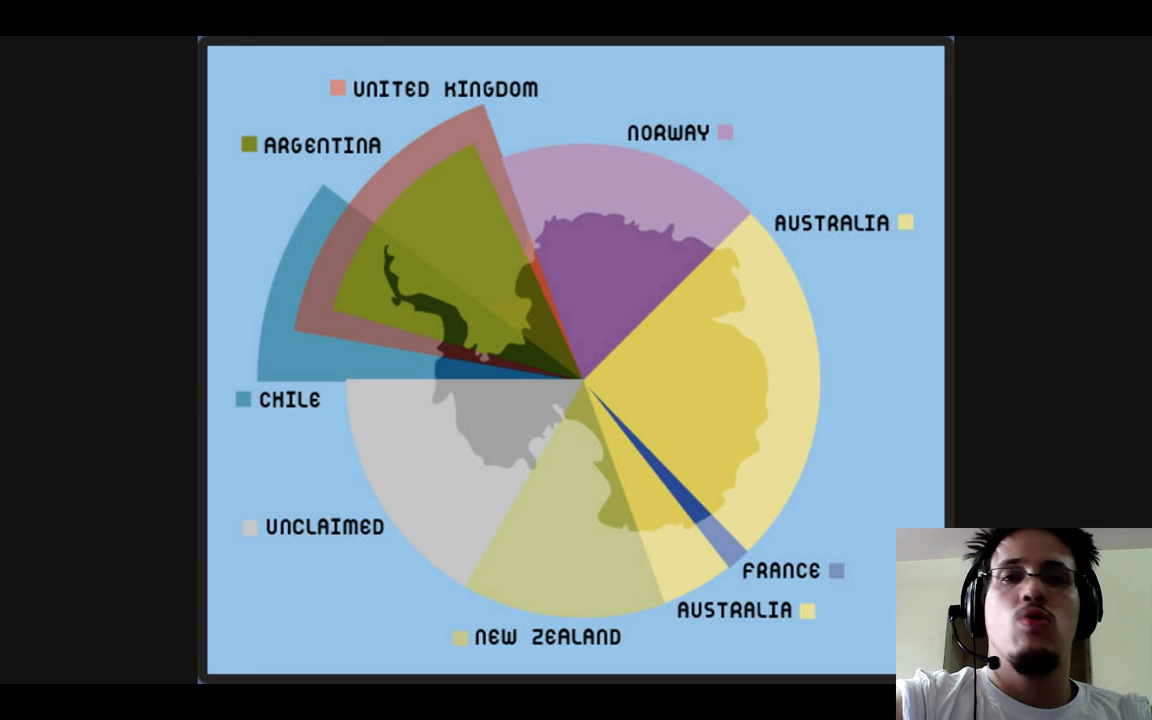 UNITED KINGDOM
NORWAY
ARGENTINA
AUSTRALIA
CHILE
UNCLAIMED
FRANCE
AUSTRALIA
NEW ZEALAND